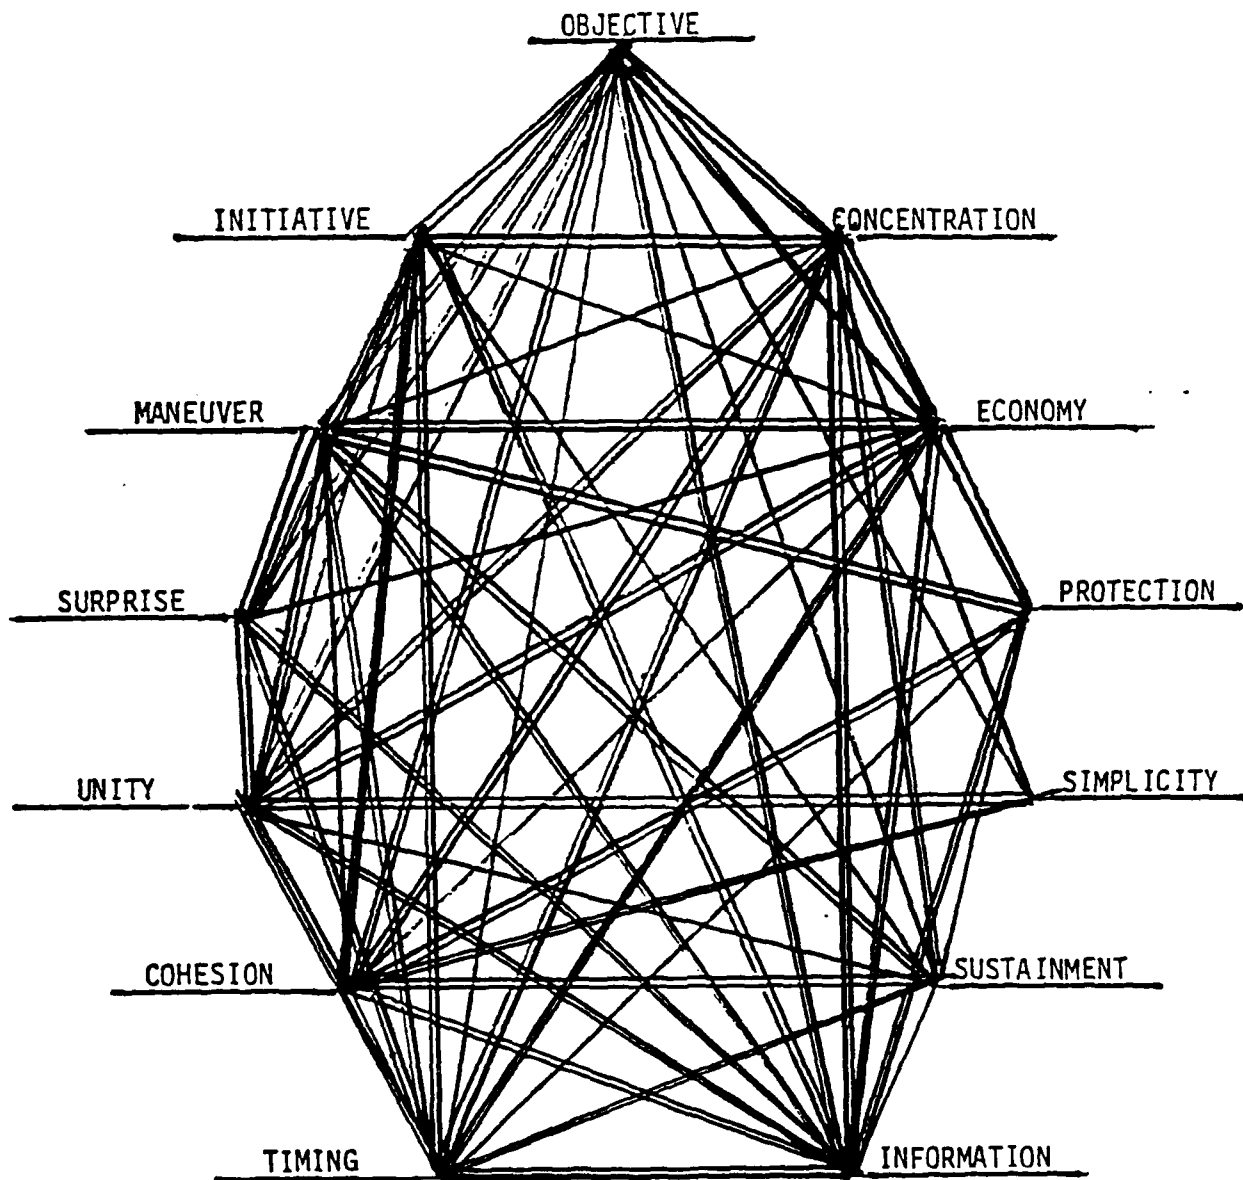 OBJECTIVE
INITIATIVE
CONCENTRATION
MANEUVER
ECONOMY
SURPRISE
PROTECTION
UNITY
SIMPLICITY
COHESION
SUSTAINMENT
TIMING
INFORMATION